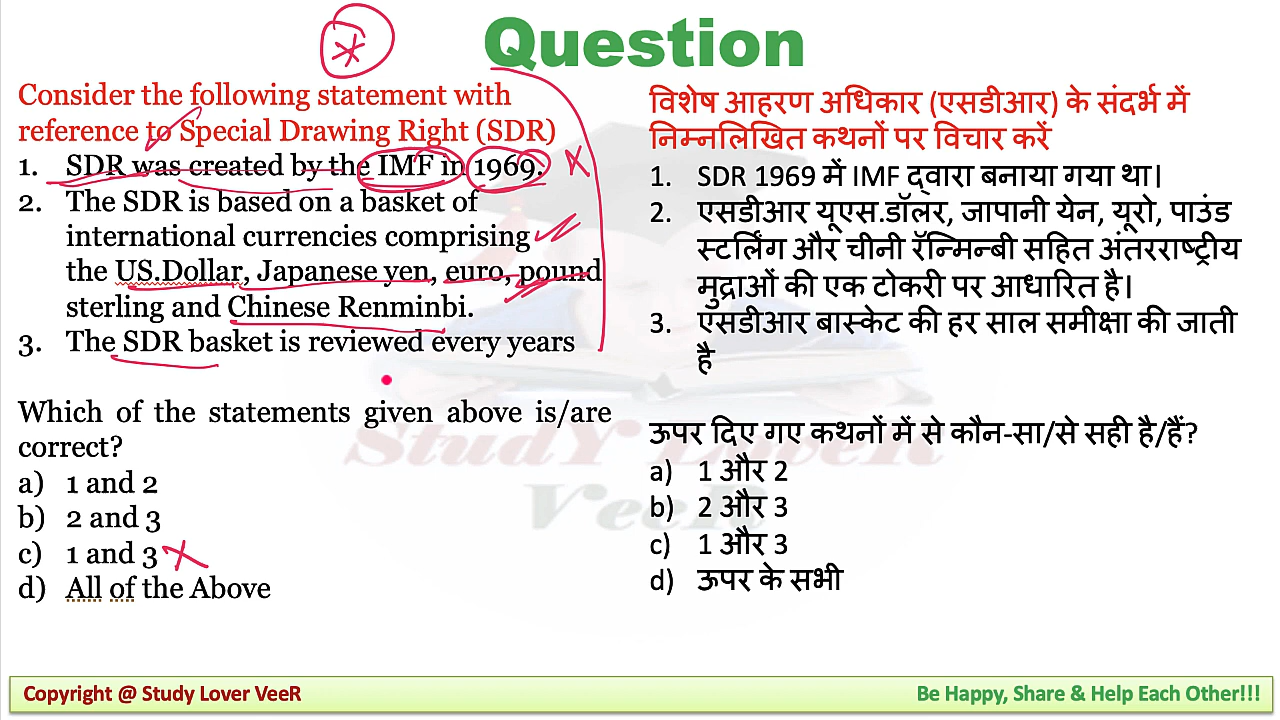 Question
Consider the following statement with
reference to Special Drawing Right (SDR)
1. SDR was created by the IMF in 1969.
2. The SDR is based on a basket of
international currencies comprising
the US.Dollar, Japanese yen, euro, pound
sterling and Chinese Renminbi.
3. The SDR basket is reviewed every years
Which of the statements given above is/are
correct?
a) 1 and 2
b) 2 and 3
c) 1 and 3
d) All of the Above
विशेष आहरण अधिकार (एसडीआर) के संदर्भ में
निम्नलिखित कथनों पर विचार करें
1. SDR 1969 में IMF द्वारा बनाया गया था।
2. एसडीआर यूएस.डॉलर, जापानी येन, यूरो, पाउंड
स्टर्लिंग और चीनी रॅन्मिन्बी सहित अंतरराष्ट्रीय
मुद्राओं की एक टोकरी पर आधारित है।
3. एसडीआर बास्केट की हर साल समीक्षा की जाती
है
ऊपर दिए गए कथनों में से कौन-सा/से सही है/हैं?
a) 1 और 2
b) 2 और 3
c) 1 और 3
d) ऊपर के सभी
StudY LoveR
VeeR
Copyright @ Study Lover VeeR
Be Happy, Share & Help Each Other!!!